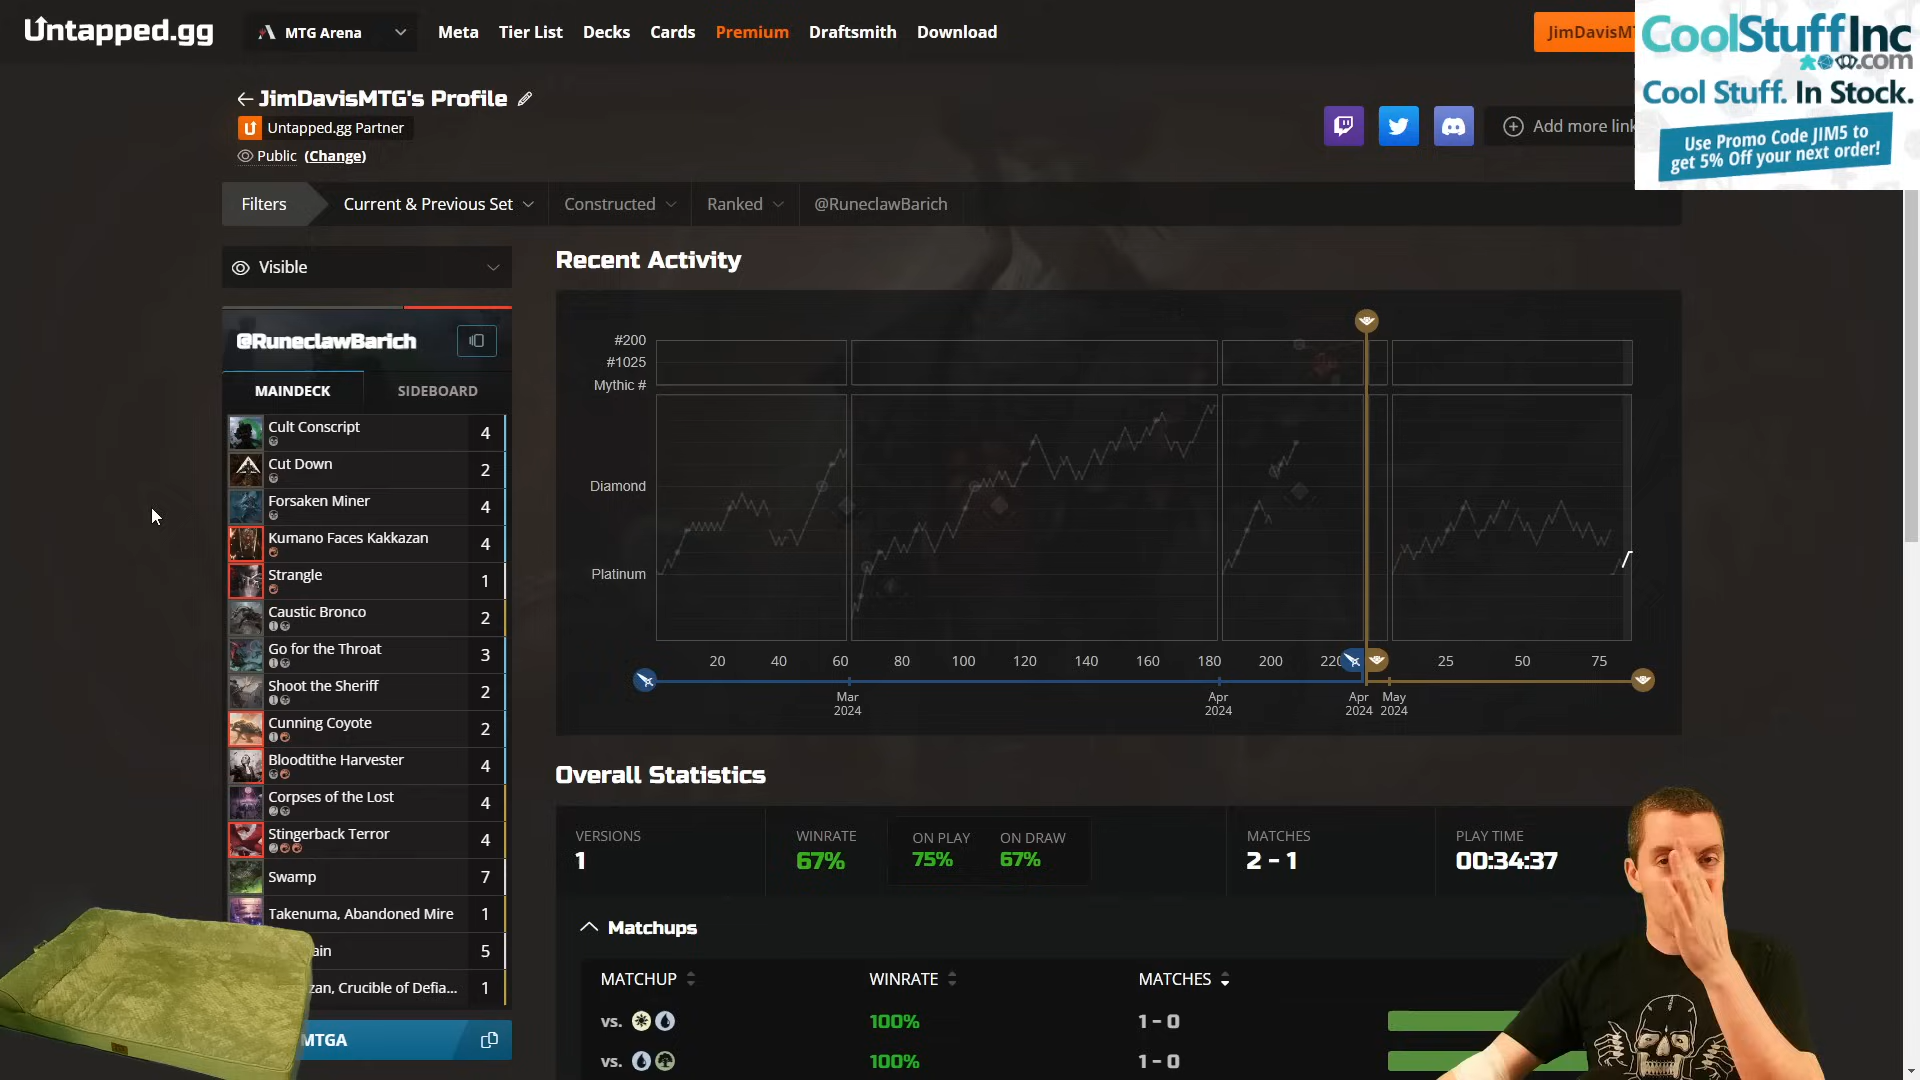 Untapped.gg
MTG Arena
Meta
Tier List
Decks
Cards
Premium
Draftsmith
Download
JimDavisMT
CoolStuffInc
.com
Cool Stuff. In Stock.
Use Promo Code JIM5 to
get 5% Off your next order!
JimDavisMTG's Profile
Untapped.gg Partner
Public (Change)
Add more link
Filters
Current & Previous Set
Constructed
Ranked
@RuneclawBarich
Visible
@RuneclawBarich
MAINDECK
SIDEBOARD
Cult Conscript 4
Cut Down 2
Forsaken Miner 4
Kumano Faces Kakkazan 4
Strangle 1
Caustic Bronco 2
1
Go for the Throat 3
1
Shoot the Sheriff 2
1
Cunning Coyote 2
1
Bloodtithe Harvester 4
Corpses of the Lost 4
2
Stingerback Terror 4
2
Swamp 7
Takenuma, Abandoned Mire 1
ain 5
zan, Crucible of Defia... 1
MTGA
Recent Activity
#200
#1025
Mythic #
Diamond
Platinum
20 40 60 80 100 120 140 160 180 200 220 25 50 75
Mar
2024
Apr
2024
Apr
2024
May
2024
Overall Statistics
VERSIONS
1
WINRATE
67%
ON PLAY
75%
ON DRAW
67%
MATCHES
2 - 1
PLAY TIME
00:34:37
Matchups
MATCHUP
WINRATE
MATCHES
vs. 100% 1 - 0
vs. 100% 1 - 0